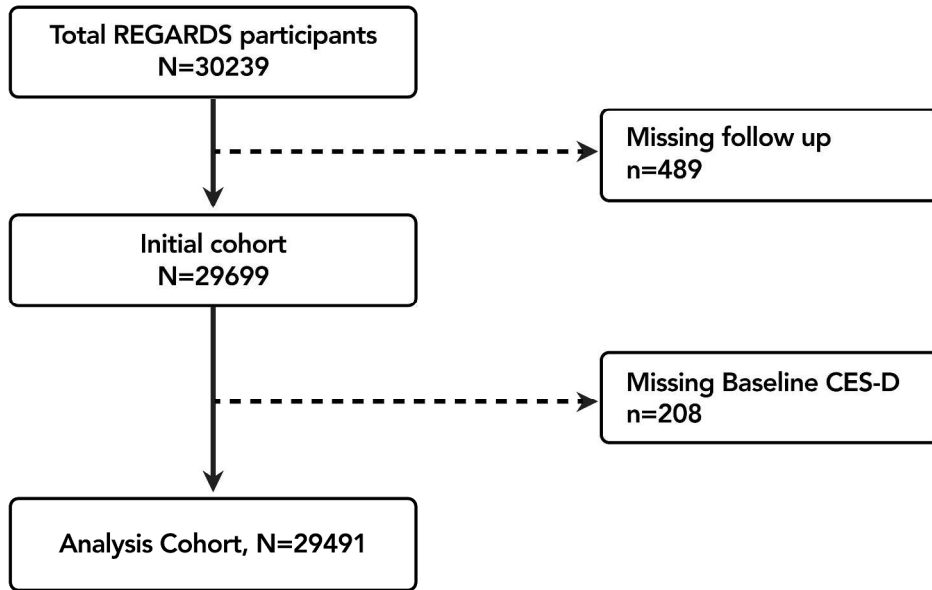 Total REGARDS participants
N=30239
Missing follow up
n=489
Initial cohort
N=29699
Missing Baseline CES-D
n=208
Analysis Cohort, N=29491